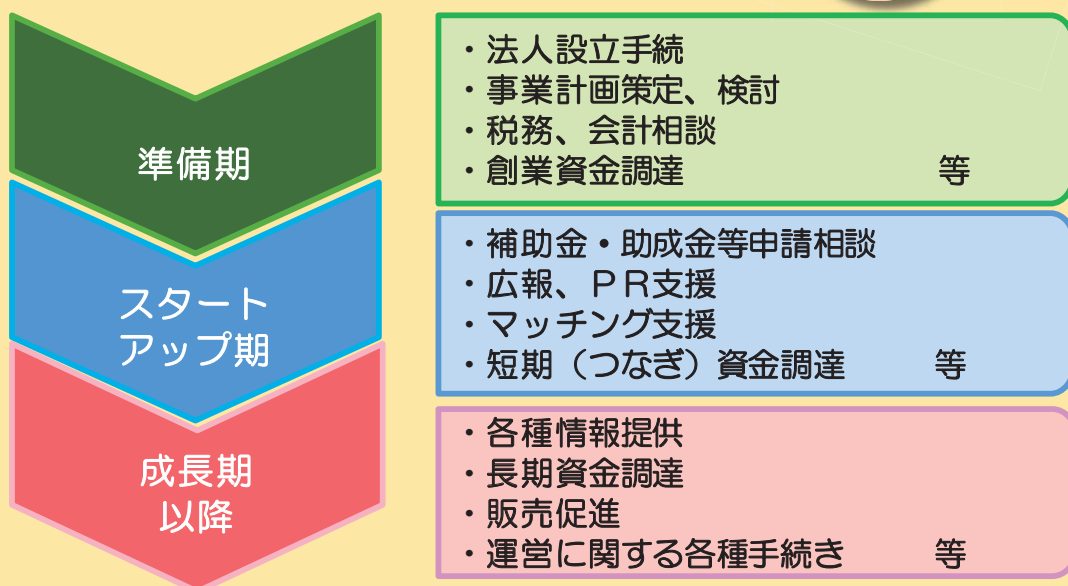 準備期
・法人設立手続
・事業計画策定、検討
・税務、会計相談
・創業資金調達 等
スタート
アップ期
・補助金・助成金等申請相談
・広報、ＰＲ支援
・マッチング支援
・短期（つなぎ）資金調達 等
成長期
以降
・各種情報提供
・長期資金調達
・販売促進
・運営に関する各種手続き 等